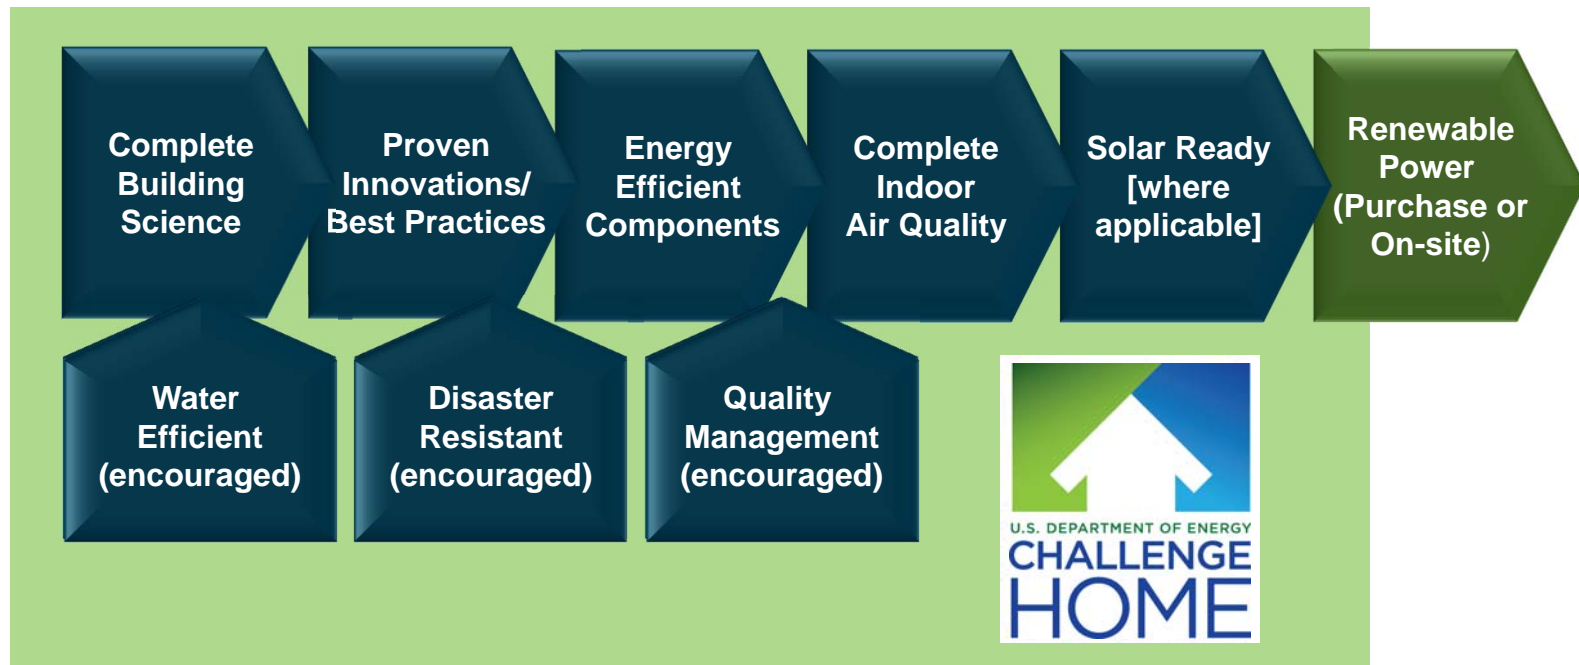 Complete
Building
Science
Proven
Innovations/
Best Practices
Energy
Efficient
Components
Complete
Indoor
Air Quality
Solar Ready
[where
applicable]
Renewable
Power
(Purchase or
On-site)
Water
Efficient
(encouraged)
Disaster
Resistant
(encouraged)
Quality
Management
(encouraged)
U.S. DEPARTMENT OF ENERGY
CHALLENGE
HOME